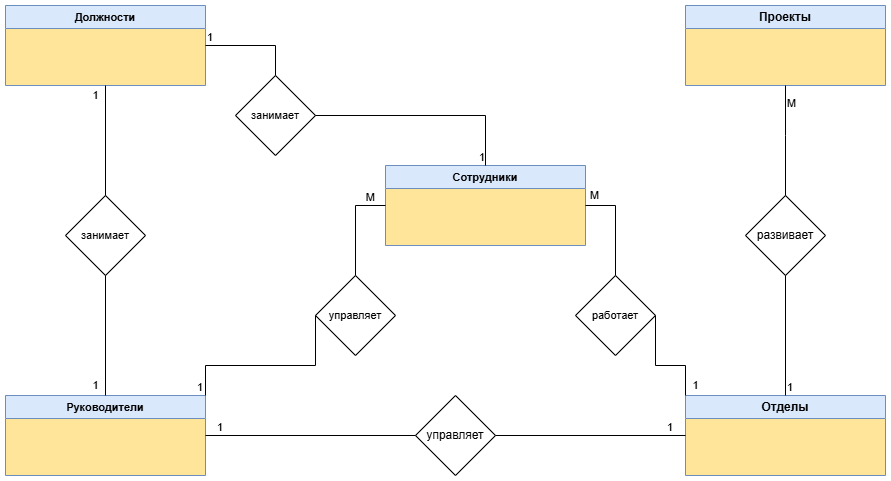 Должности
Проекты
1
занимает
1
M
1
Сотрудники
M
M
занимает
развивает
управляет
работает
1
1
1
1
Руководители
Отделы
1
управляет
1